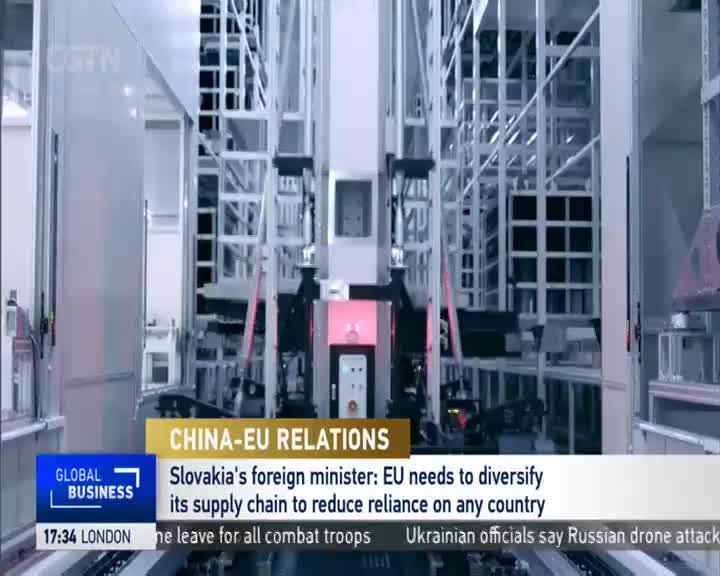 CGTN
CHINA-EU RELATIONS
GLOBAL
BUSINESS
Slovakia's foreign minister: EU needs to diversify
its supply chain to reduce reliance on any country
17:34 LONDON
me leave for all combat troops
Ukrainian officials say Russian drone attack